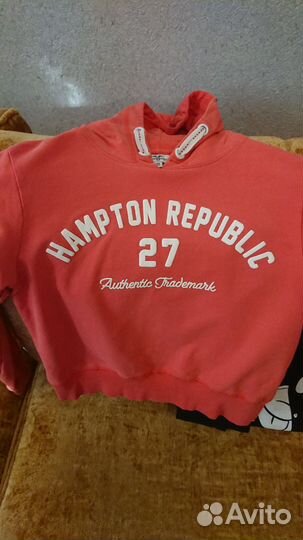 HAMPTON REPUBLIC
27
Authentic Trademark
Avito